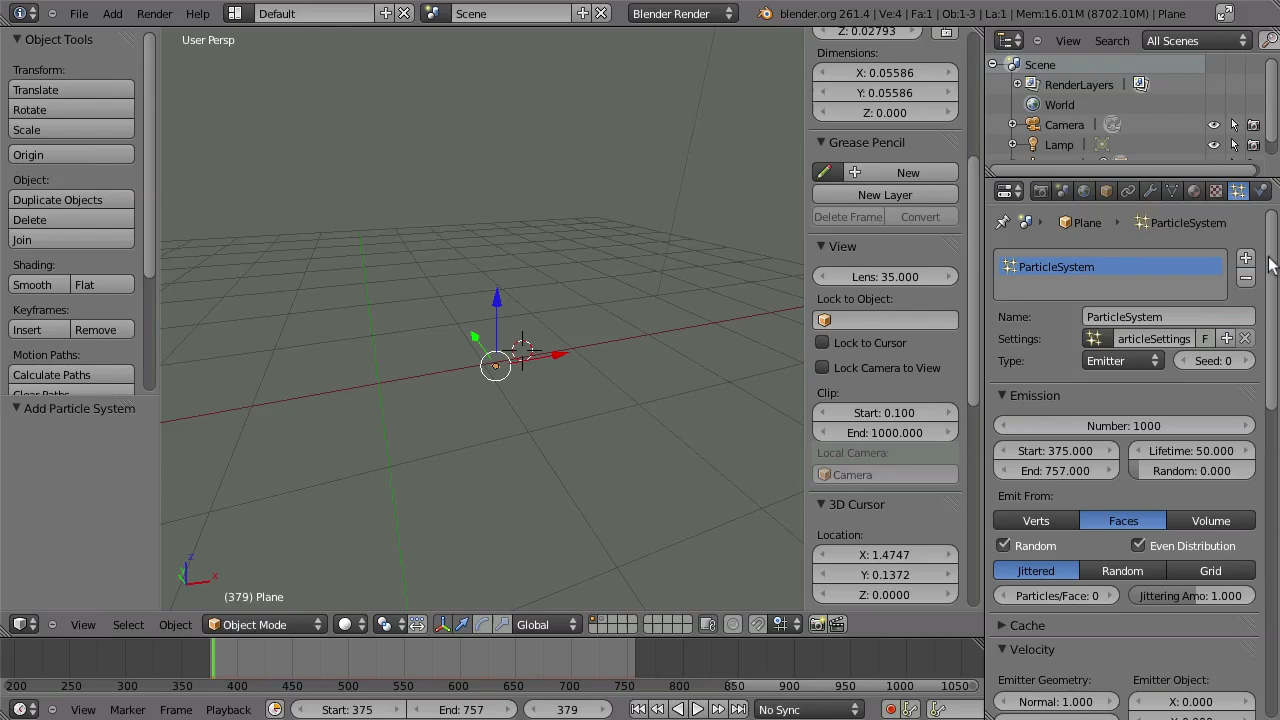 File Add Render Help Default Scene Blender Render blender.org 261.4 | Ve:4 | Fa:1 | Ob:1-3 | La:1 | Mem:16.01M (8702.10M) | Plane
Object Tools
Transform:
Translate
Rotate
Scale
Origin
Object:
Duplicate Objects
Delete
Join
Shading:
Smooth Flat
Keyframes:
Insert Remove
Motion Paths:
Calculate Paths
Add Particle System
User Persp
z
y
x
(379) Plane
Z: 0.02793
Dimensions:
X: 0.05586
Y: 0.05586
Z: 0.000
Grease Pencil
New
New Layer
Delete Frame Convert
View
Lens: 35.000
Lock to Object:
Lock to Cursor
Lock Camera to View
Clip:
Start: 0.100
End: 1000.000
Local Camera:
Camera
3D Cursor
Location:
X: 1.4747
Y: 0.1372
Z: 0.0000
View Search All Scenes
Scene
RenderLayers
World
Camera
Lamp
Plane ParticleSystem
ParticleSystem
Name: ParticleSystem
Settings: articleSettings F
Type: Emitter Seed: 0
Emission
Number: 1000
Start: 375.000 Lifetime: 50.000
End: 757.000 Random: 0.000
Emit From:
Verts Faces Volume
Random Even Distribution
Jittered Random Grid
Particles/Face: 0 Jittering Amo: 1.000
Cache
Velocity
Emitter Geometry: Emitter Object:
Normal: 1.000 X: 0.000
View Select Object Object Mode Global
200 250 300 350 400 450 500 550 600 650 700 750 800 850 900 950 1000 1050
View Marker Frame Playback Start: 375 End: 757 379 No Sync